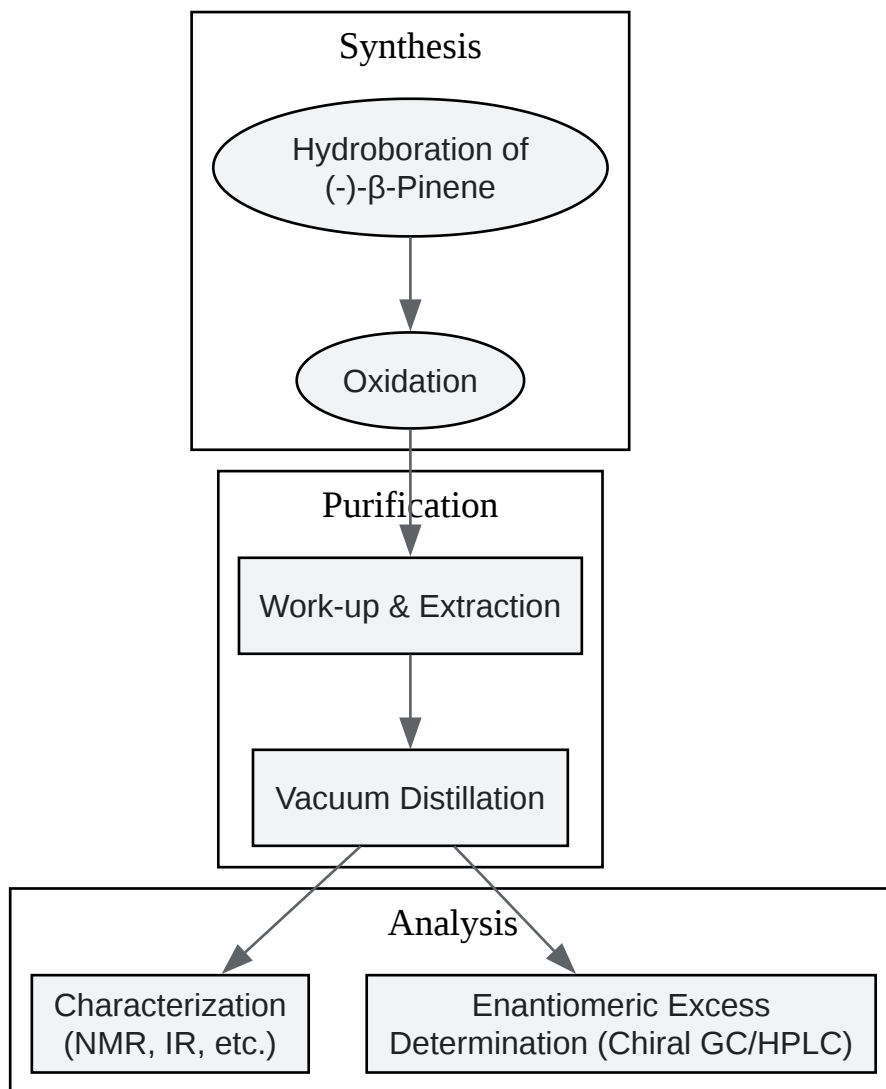 Synthesis
Hydroboration of
(-)-β-Pinene
Oxidation
Purification
Work-up & Extraction
Vacuum Distillation
Analysis
Characterization
(NMR, IR, etc.)
Enantiomeric Excess
Determination (Chiral GC/HPLC)